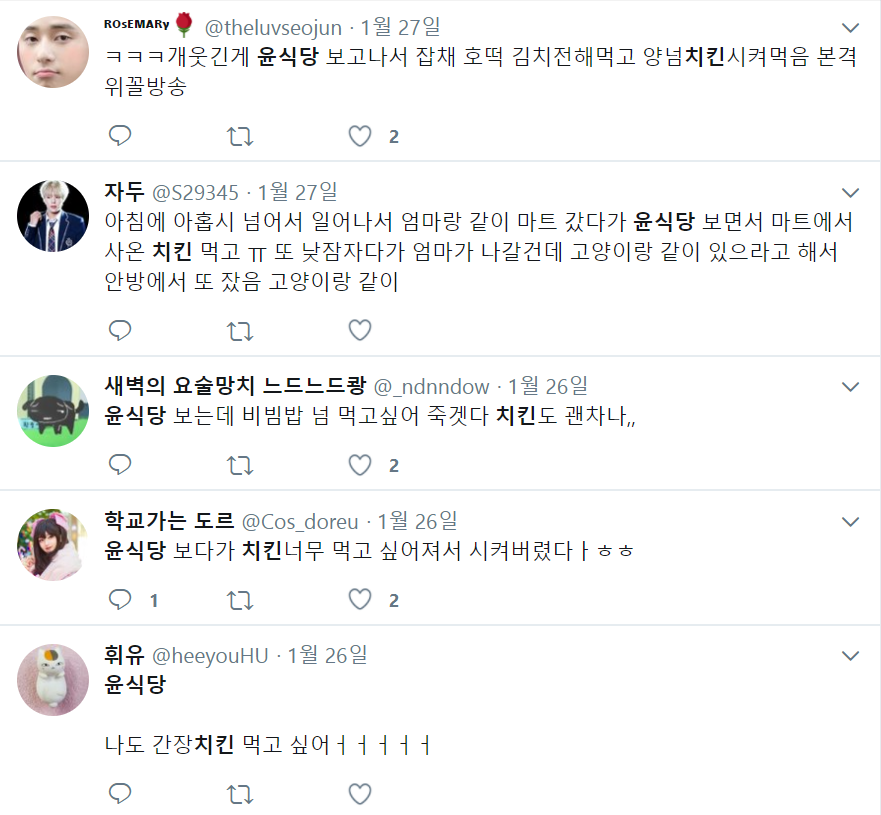 ROsEMARy🌹 @theluvseojun · 1월 27일
ㅋㅋㅋ개웃긴게 윤식당 보고나서 잡채 호떡 김치전해먹고 양념치킨시켜먹음 본격
위꼴방송
2
자두 @S29345 · 1월 27일
아침에 아홉시 넘어서 일어나서 엄마랑 같이 마트 갔다가 윤식당 보면서 마트에서
사온 치킨 먹고 ㅠ 또 낮잠자다가 엄마가 나갈건데 고양이랑 같이 있으라고 해서
안방에서 또 잤음 고양이랑 같이
새벽의 요술망치 느드느드쾅 @_ndnndow · 1월 26일
윤식당 보는데 비빔밥 넘 먹고싶어 죽겟다 치킨도 괜차나,,
2
학교가는 도르 @Cos_doreu · 1월 26일
윤식당 보다가 치킨너무 먹고 싶어져서 시켜버렸다ㅏㅎㅎ
1 2
휘유 @heeyouHU · 1월 26일
윤식당
나도 간장치킨 먹고 싶어ㅓㅓㅓㅓㅓ